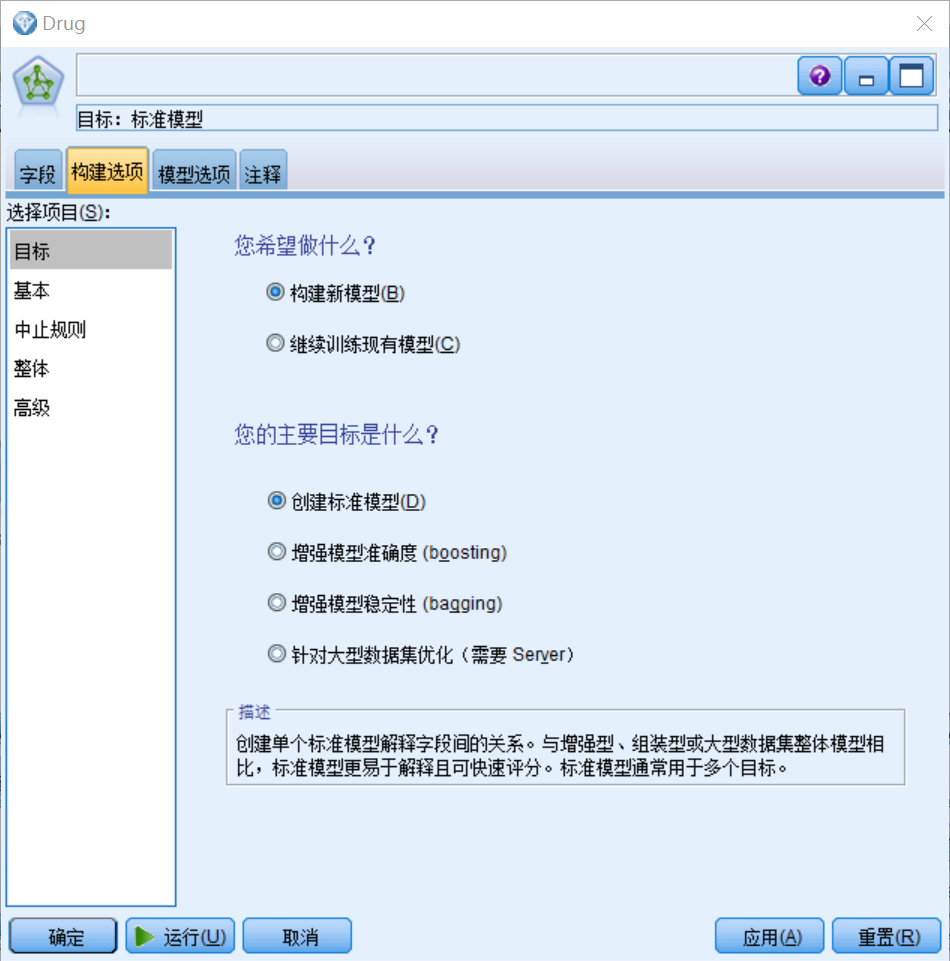 Drug
目标：标准模型
字段 构建选项 模型选项 注释
选择项目(S)：
目标
基本
中止规则
整体
高级
您希望做什么？
构建新模型(B)
继续训练现有模型(C)
您的主要目标是什么？
创建标准模型(D)
增强模型准确度 (boosting)
增强模型稳定性 (bagging)
针对大型数据集优化（需要 Server）
描述
创建单个标准模型解释字段间的关系。与增强型、组装型或大型数据集整体模型相
比，标准模型更易于解释且可快速评分。标准模型通常用于多个目标。
确定 运行(U) 取消 应用(A) 重置(R)